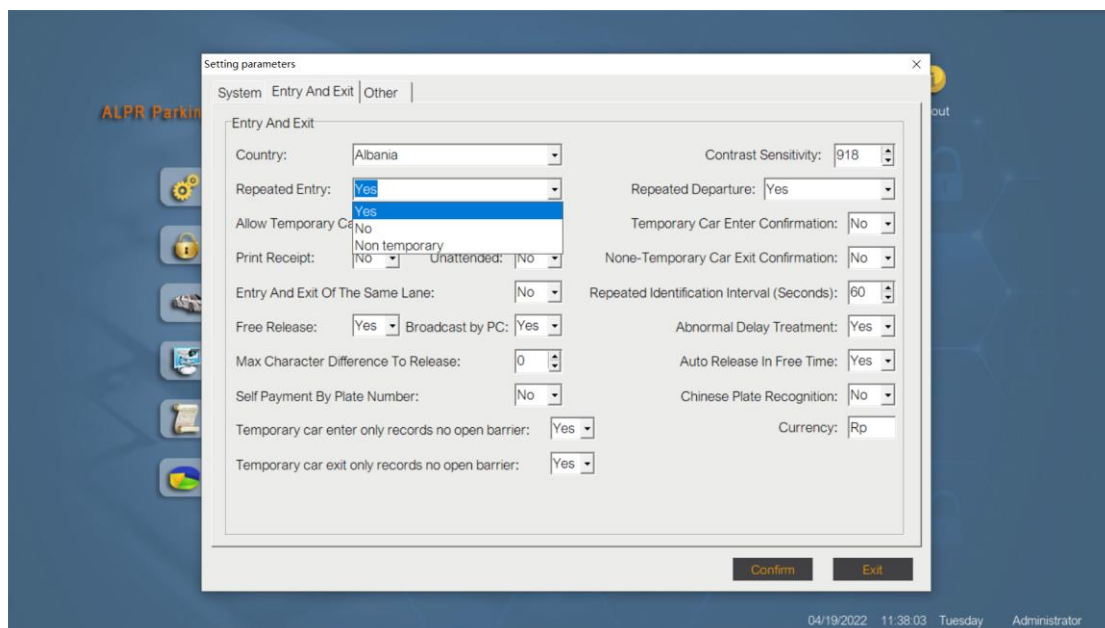 Setting parameters
System Entry And Exit Other
ALPR Parkin
out
Entry And Exit
Country: Albania Contrast Sensitivity: 918
Repeated Entry: Yes Repeated Departure: Yes
Yes
No
Non temporary
Allow Temporary Ca Temporary Car Enter Confirmation: No
Print Receipt: No Unattended: No None-Temporary Car Exit Confirmation: No
Entry And Exit Of The Same Lane: No Repeated Identification Interval (Seconds): 60
Free Release: Yes Broadcast by PC: Yes Abnormal Delay Treatment: Yes
Max Character Difference To Release: 0 Auto Release In Free Time: Yes
Self Payment By Plate Number: No Chinese Plate Recognition: No
Temporary car enter only records no open barrier: Yes Currency: Rp
Temporary car exit only records no open barrier: Yes
Confirm Exit
04/19/2022 11:38:03 Tuesday Administrator